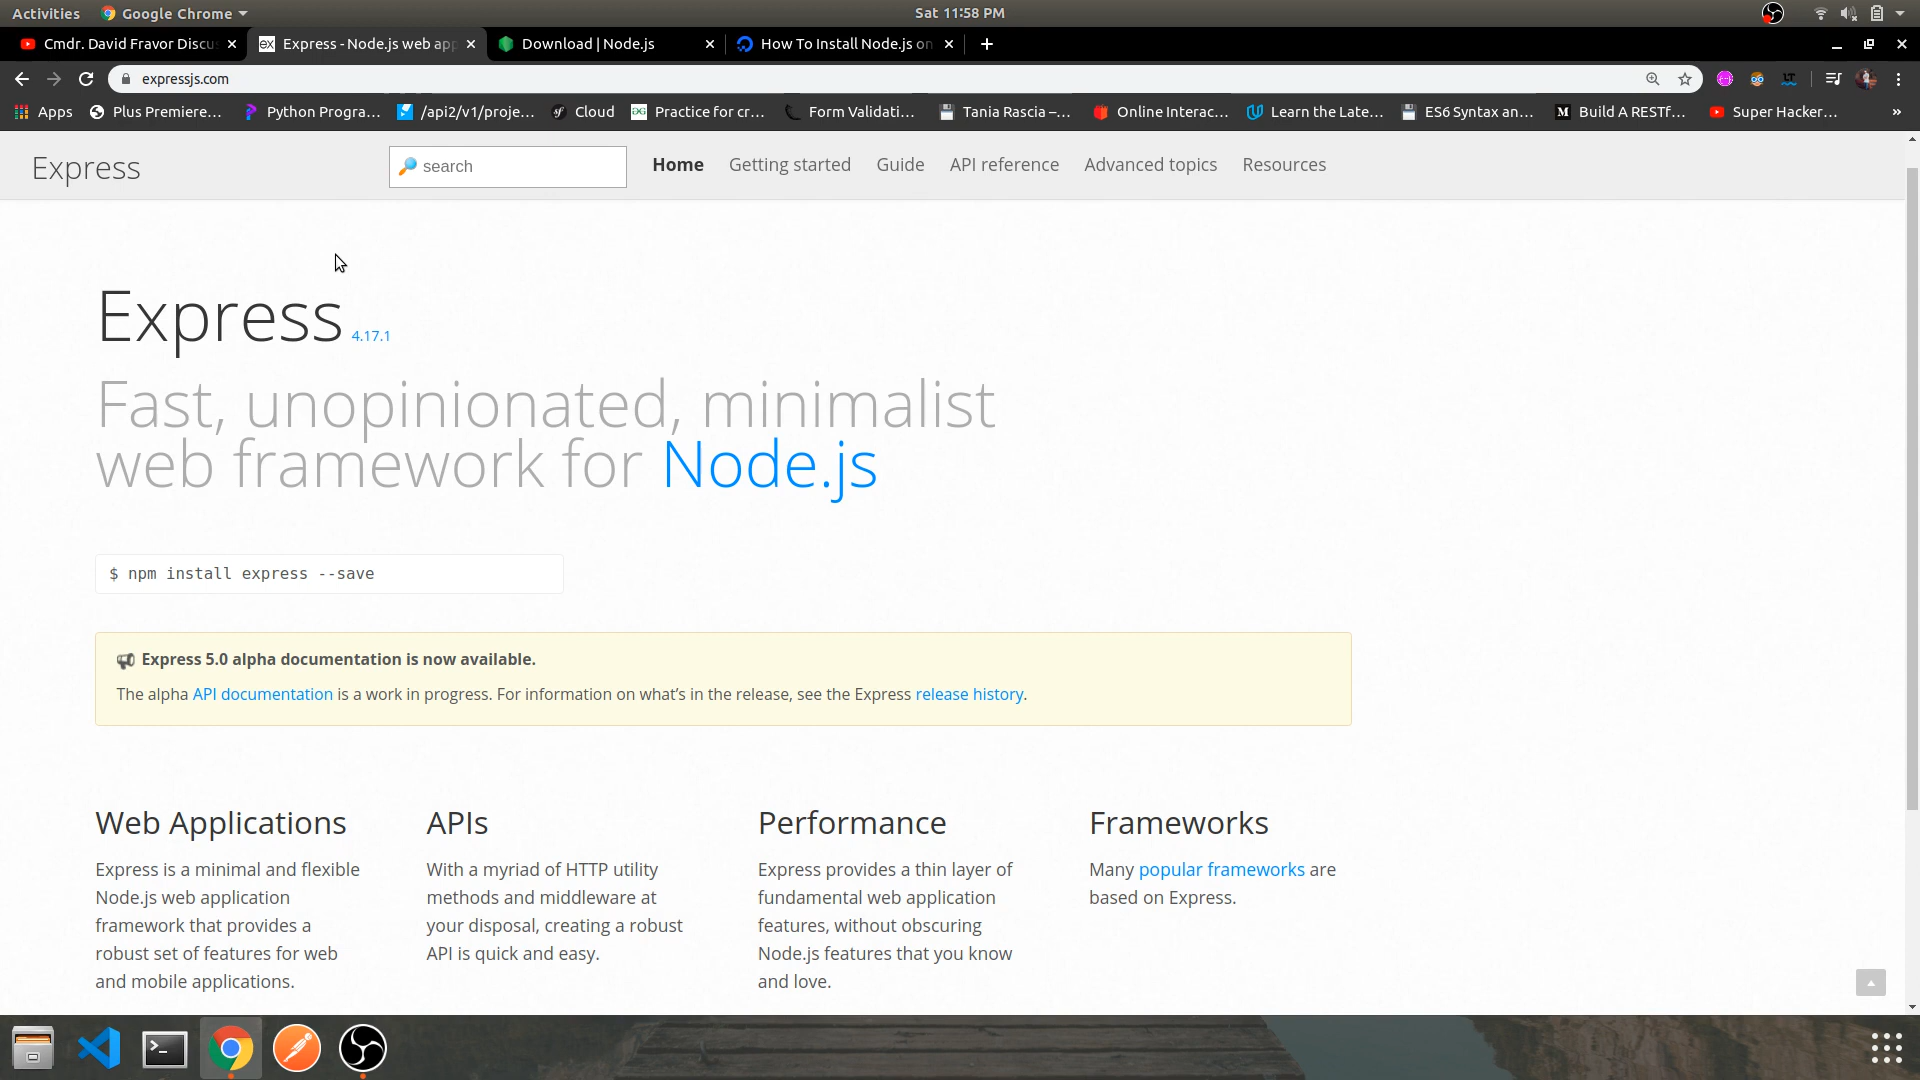 Activities
Google Chrome
Sat 11:58 PM
Cmdr. David Fravor Discu
Express - Node.js web app
Download | Node.js
How To Install Node.js on
expressjs.com
Apps
Plus Premiere...
Python Progra...
/api2/v1/proje...
Cloud
Practice for cr...
Form Validati...
Tania Rascia –...
Online Interac...
Learn the Late...
ES6 Syntax an...
Build A RESTf...
Super Hacker...
»
Express
search
Home
Getting started
Guide
API reference
Advanced topics
Resources
Express 4.17.1
Fast, unopinionated, minimalist
web framework for Node.js
$ npm install express --save
Express 5.0 alpha documentation is now available.
The alpha API documentation is a work in progress. For information on what’s in the release, see the Express release history.
Web Applications
Express is a minimal and flexible
Node.js web application
framework that provides a
robust set of features for web
and mobile applications.
APIs
With a myriad of HTTP utility
methods and middleware at
your disposal, creating a robust
API is quick and easy.
Performance
Express provides a thin layer of
fundamental web application
features, without obscuring
Node.js features that you know
and love.
Frameworks
Many popular frameworks are
based on Express.